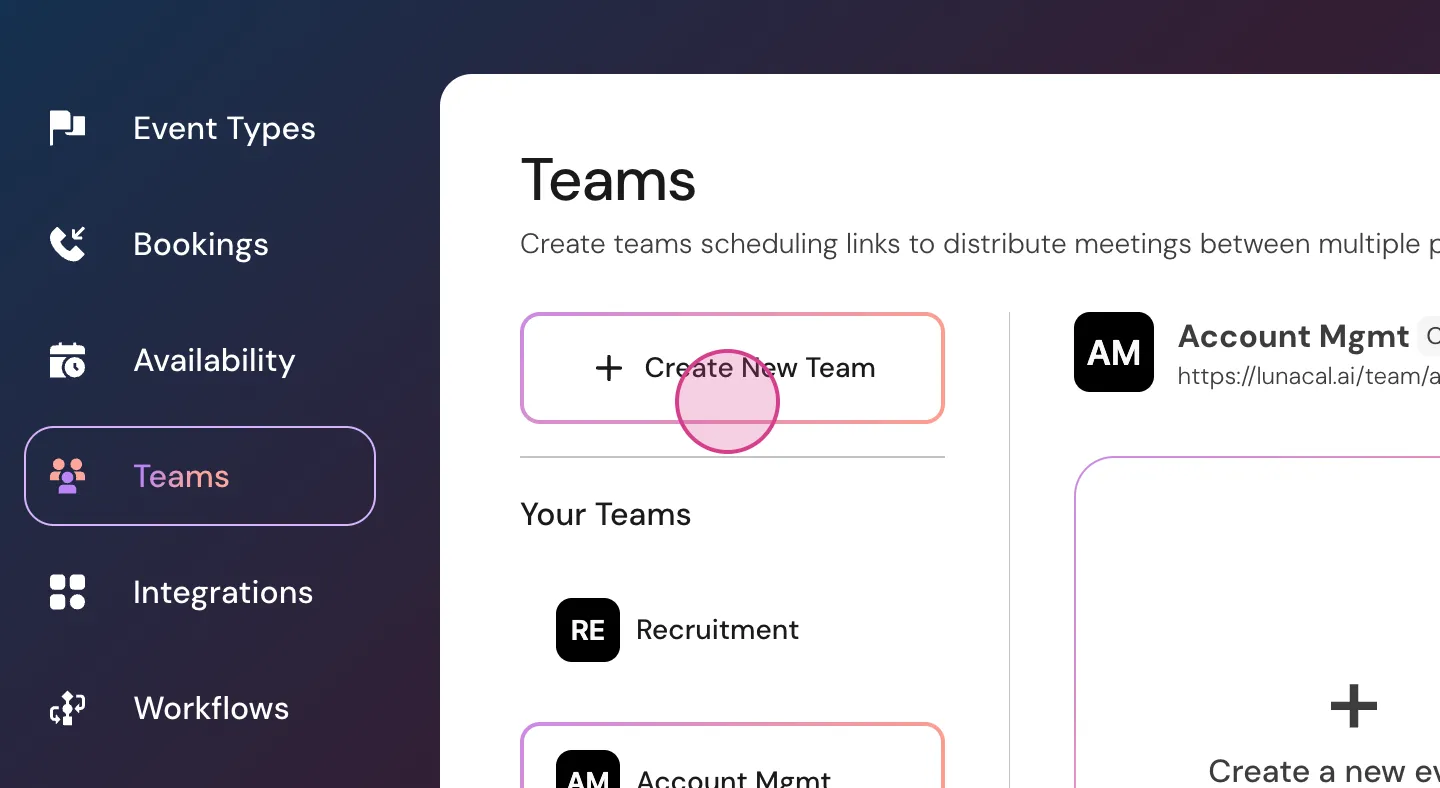 Event Types
Bookings
Availability
Teams
Integrations
Workflows
Teams
Create teams scheduling links to distribute meetings between multiple
Create New Team
Your Teams
RE Recruitment
AM Account Mgmt
AM Account Mgmt
https://lunacal.ai/team/a
Create a new